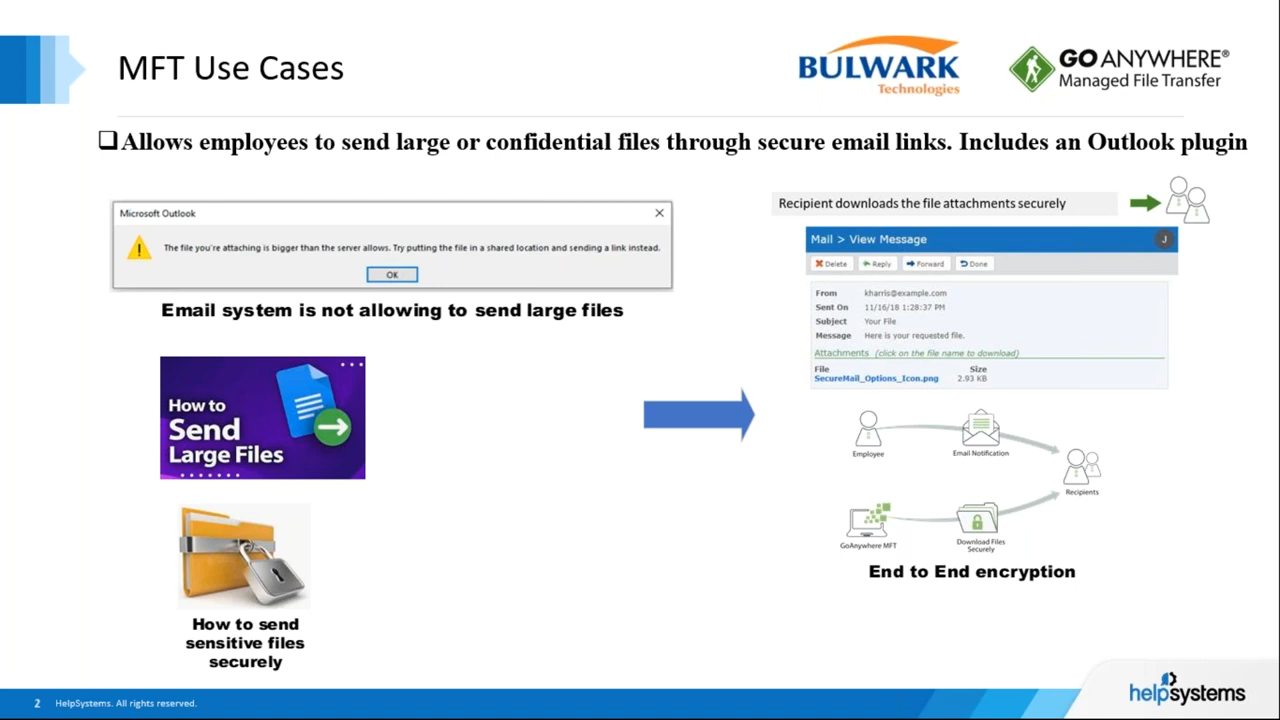 MFT Use Cases
BULWARK
Technologies
GO ANYWHERE®
Managed File Transfer
❑Allows employees to send large or confidential files through secure email links. Includes an Outlook plugin
Microsoft Outlook
The file you're attaching is bigger than the server allows. Try putting the file in a shared location and sending a link instead.
OK
Email system is not allowing to send large files
How to
Send
Large Files
How to send
sensitive files
securely
Recipient downloads the file attachments securely
Mail > View Message
J
Delete Reply Forward Done
From kharris@example.com
Sent On 11/16/18 1:28:37 PM
Subject Your File
Message Here is your requested file.
Attachments (click on the file name to download)
File Size
SecureMail_Options_Icon.png 2.93 KB
Employee
Email Notification
Recipients
GoAnywhere MFT
Download Files
Securely
End to End encryption
2 HelpSystems. All rights reserved.
helpsystems